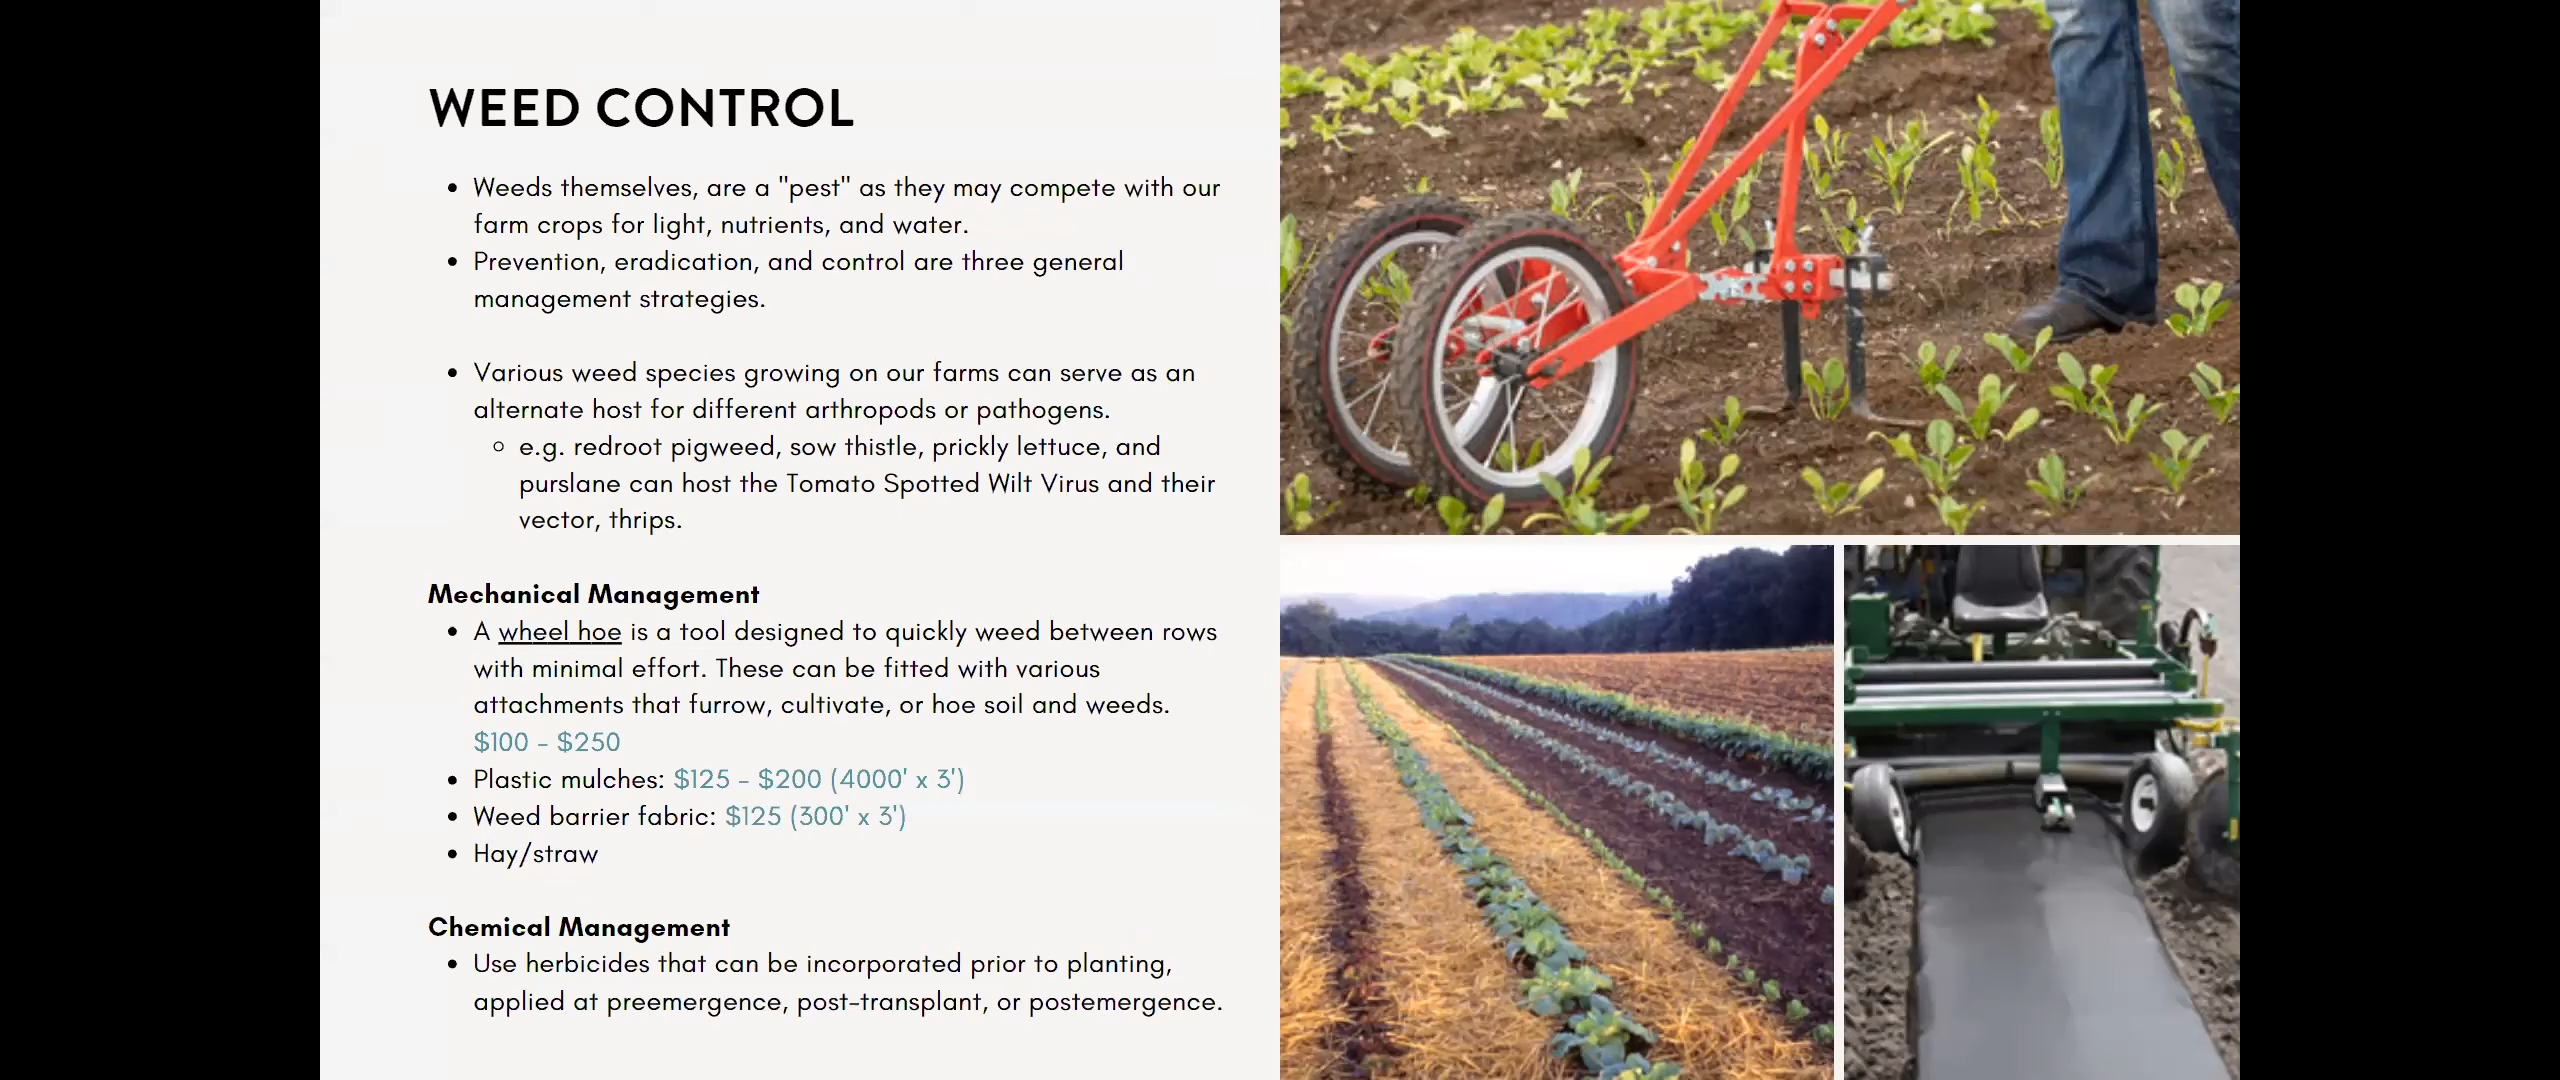 WEED CONTROL
• Weeds themselves, are a "pest" as they may compete with our
farm crops for light, nutrients, and water.
• Prevention, eradication, and control are three general
management strategies.
• Various weed species growing on our farms can serve as an
alternate host for different arthropods or pathogens.
◦ e.g. redroot pigweed, sow thistle, prickly lettuce, and
purslane can host the Tomato Spotted Wilt Virus and their
vector, thrips.
Mechanical Management
• A wheel hoe is a tool designed to quickly weed between rows
with minimal effort. These can be fitted with various
attachments that furrow, cultivate, or hoe soil and weeds.
$100 - $250
• Plastic mulches: $125 - $200 (4000' x 3')
• Weed barrier fabric: $125 (300' x 3')
• Hay/straw
Chemical Management
• Use herbicides that can be incorporated prior to planting,
applied at preemergence, post-transplant, or postemergence.